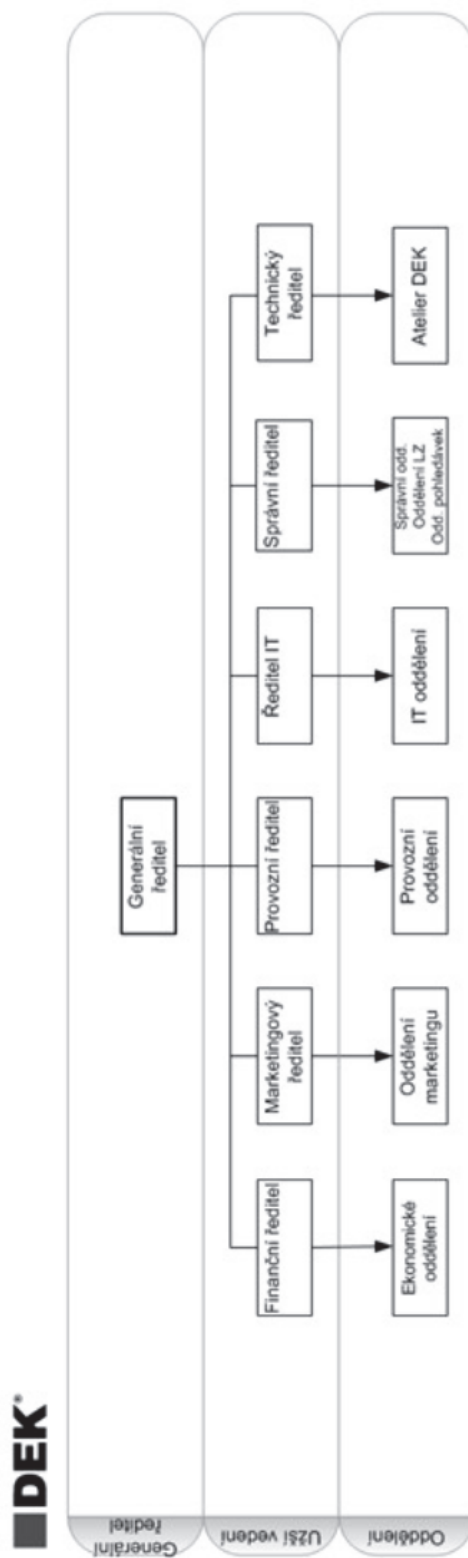 DEK®
Generální
ředitel
Generální
ředitel
Užší vedení
Finanční ředitel
Marketingový
ředitel
Provozní ředitel
Ředitel IT
Správní ředitel
Technický
ředitel
Oddělení
Ekonomické
oddělení
Oddělení
marketingu
Provozní
oddělení
IT oddělení
Správní odd.
Oddělení LZ
Odd. pohledávek
Atelier DEK